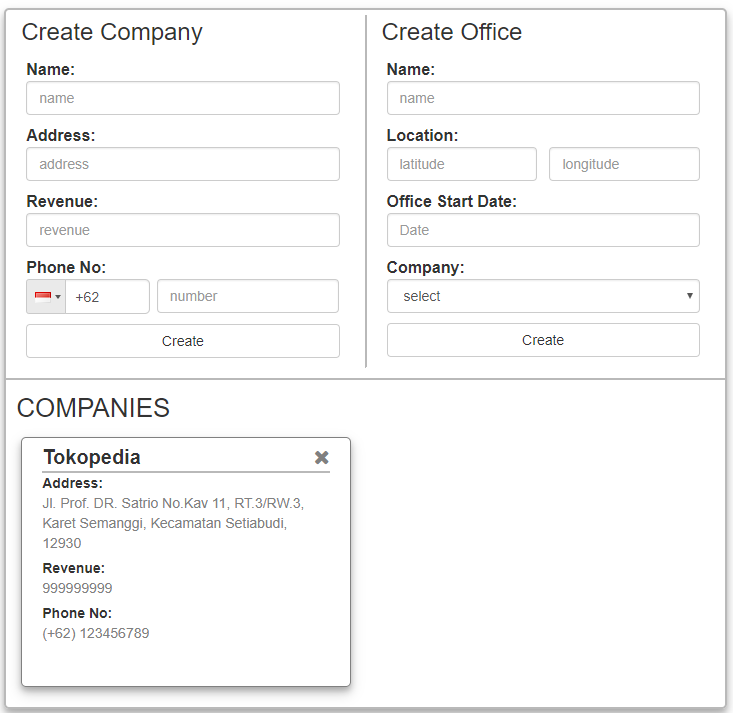 Create Company
Name:
name
Address:
address
Revenue:
revenue
Phone No:
+62
number
Create
Create Office
Name:
name
Location:
latitude
longitude
Office Start Date:
Date
Company:
select
Create
COMPANIES
Tokopedia
Address:
Jl. Prof. DR. Satrio No.Kav 11, RT.3/RW.3,
Karet Semanggi, Kecamatan Setiabudi,
12930
Revenue:
999999999
Phone No:
(+62) 123456789